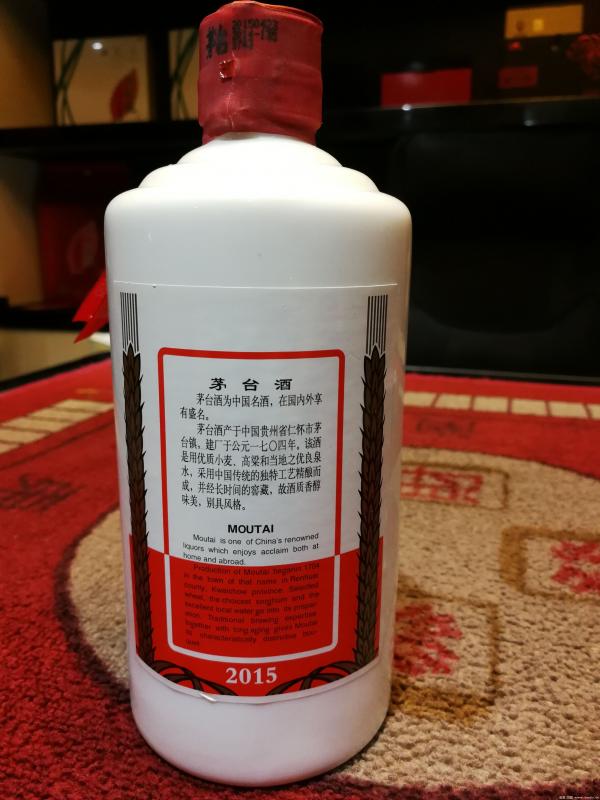 茅台
20150423
茅台酒
茅台酒为中国名酒，在国内外享
有盛名。
茅台酒产于中国贵州省仁怀市茅
台镇，建厂于公元一七〇四年，该酒
是用优质小麦、高粱和当地之优良泉
水，采用中国传统的独特工艺精酿而
成，并经长时间的窖藏，故酒质香醇
味美，别具风格。
MOUTAI
Moutai is one of China's renowned
liquors which enjoys acclaim both at
home and abroad.
Production of Moutai began in 1704
in the town of that name in Renhuai
county, Kweichow province. Selected
wheat, the choicest sorghum and the
excellent local water go into its prepar-
ation. Traditional brewing expertise
together with long aging gives Moutai
its characteristically distinctive bou-
quet.
2015